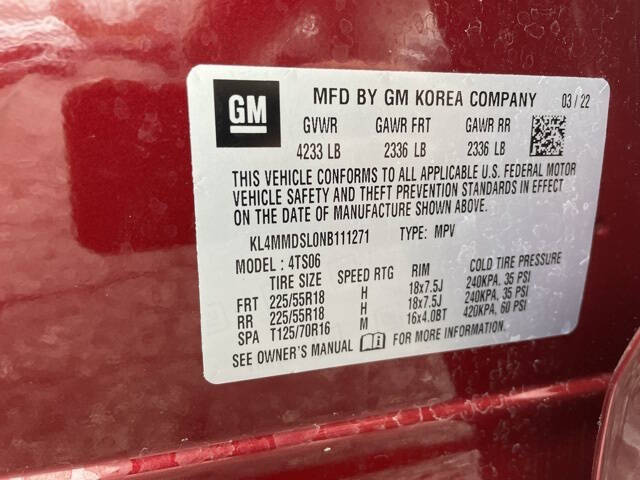 GM
MFD BY GM KOREA COMPANY 03/22
GVWR GAWR FRT GAWR RR
4233 LB 2336 LB 2336 LB
THIS VEHICLE CONFORMS TO ALL APPLICABLE U.S. FEDERAL MOTOR
VEHICLE SAFETY AND THEFT PREVENTION STANDARDS IN EFFECT
ON THE DATE OF MANUFACTURE SHOWN ABOVE.
KL4MMDSL0NB111271 TYPE: MPV
MODEL: 4TS06
TIRE SIZE SPEED RTG RIM COLD TIRE PRESSURE
FRT 225/55R18 H 18x7.5J 240KPA, 35 PSI
RR 225/55R18 H 18x7.5J 240KPA, 35 PSI
SPA T125/70R16 M 16x4.0BT 420KPA, 60 PSI
SEE OWNER'S MANUAL FOR MORE INFORMATION.